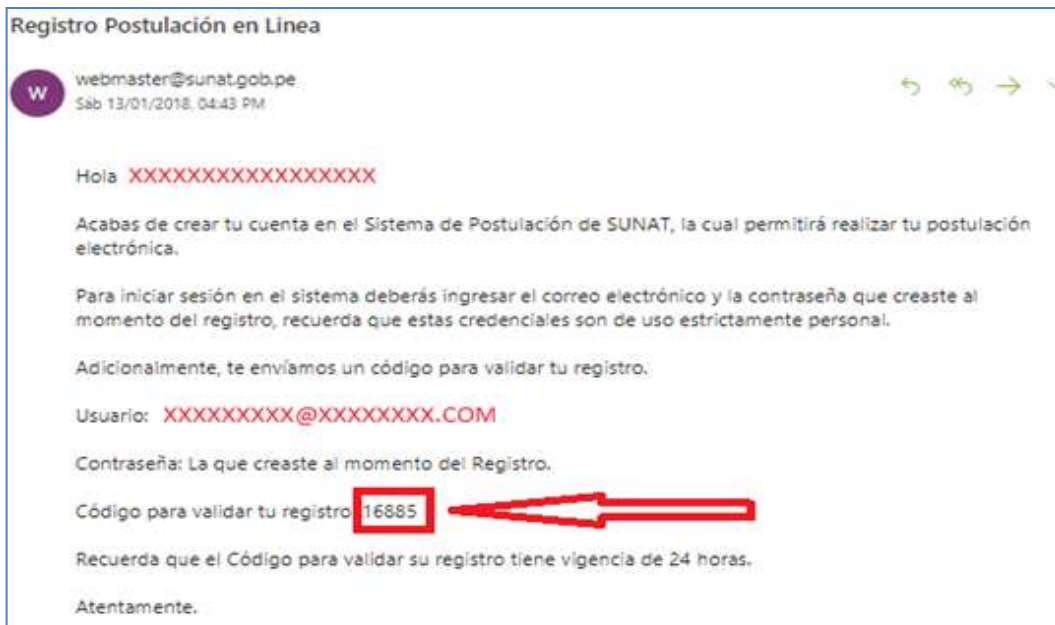 Registro Postulación en Linea
W
webmaster@sunat.gob.pe
Sáb 13/01/2018, 04:43 PM
Hola XXXXXXXXXXXXXXXXX
Acabas de crear tu cuenta en el Sistema de Postulación de SUNAT, la cual permitirá realizar tu postulación
electrónica.
Para iniciar sesión en el sistema deberás ingresar el correo electrónico y la contraseña que creaste al
momento del registro, recuerda que estas credenciales son de uso estrictamente personal.
Adicionalmente, te envíamos un código para validar tu registro.
Usuario: XXXXXXXXX@XXXXXXXX.COM
Contraseña: La que creaste al momento del Registro.
Código para validar tu registro 16885
Recuerda que el Código para validar su registro tiene vigencia de 24 horas.
Atentamente.